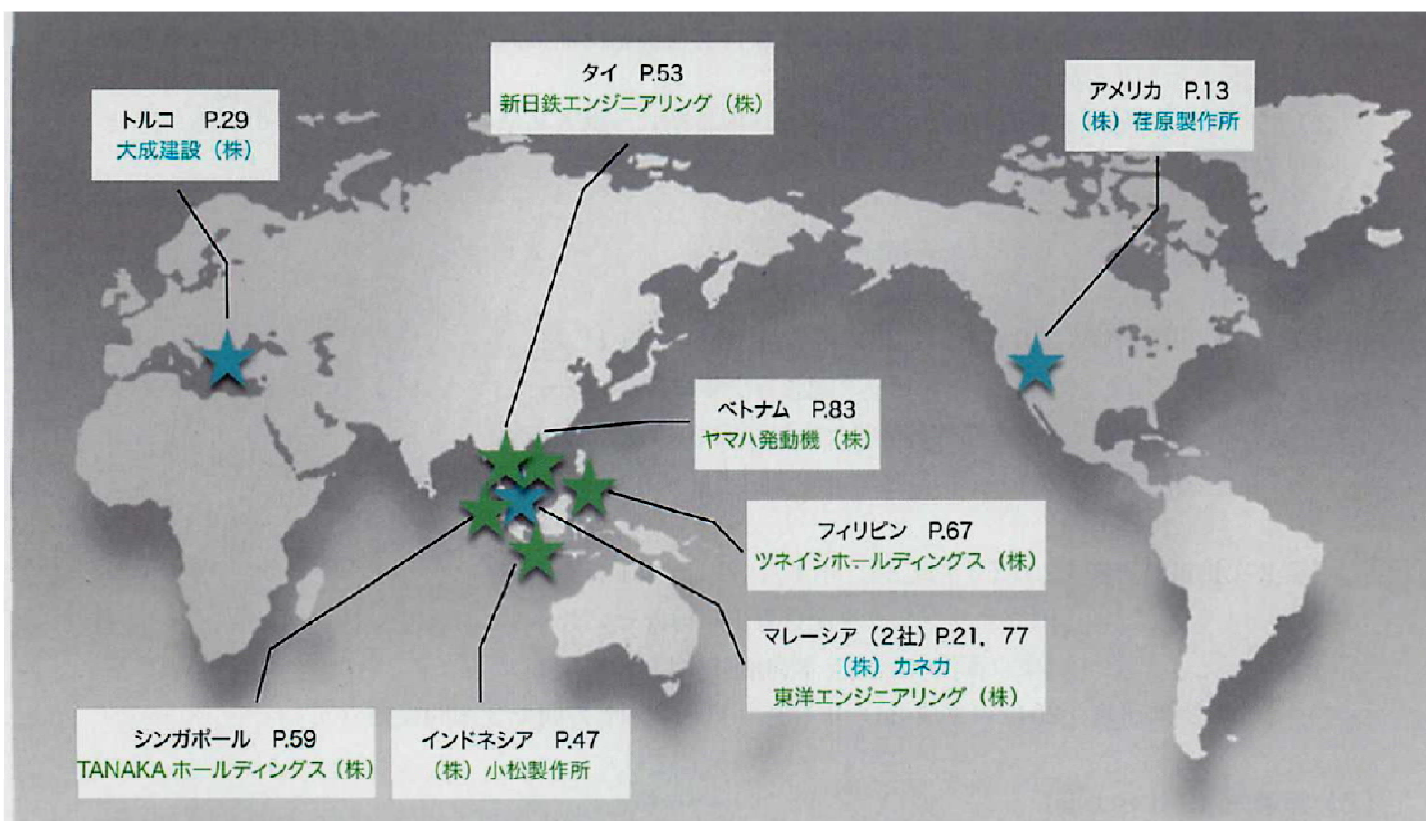 タイ P.53
新日鉄エンジニアリング（株）
アメリカ P.13
（株）荏原製作所
トルコ P.29
大成建設（株）
ベトナム P.83
ヤマハ発動機（株）
フィリピン P.67
ツネイシホールディングス（株）
マレーシア（2社）P.21，77
（株）カネカ
東洋エンジニアリング（株）
シンガポール P.59
TANAKAホールディングス（株）
インドネシア P.47
（株）小松製作所